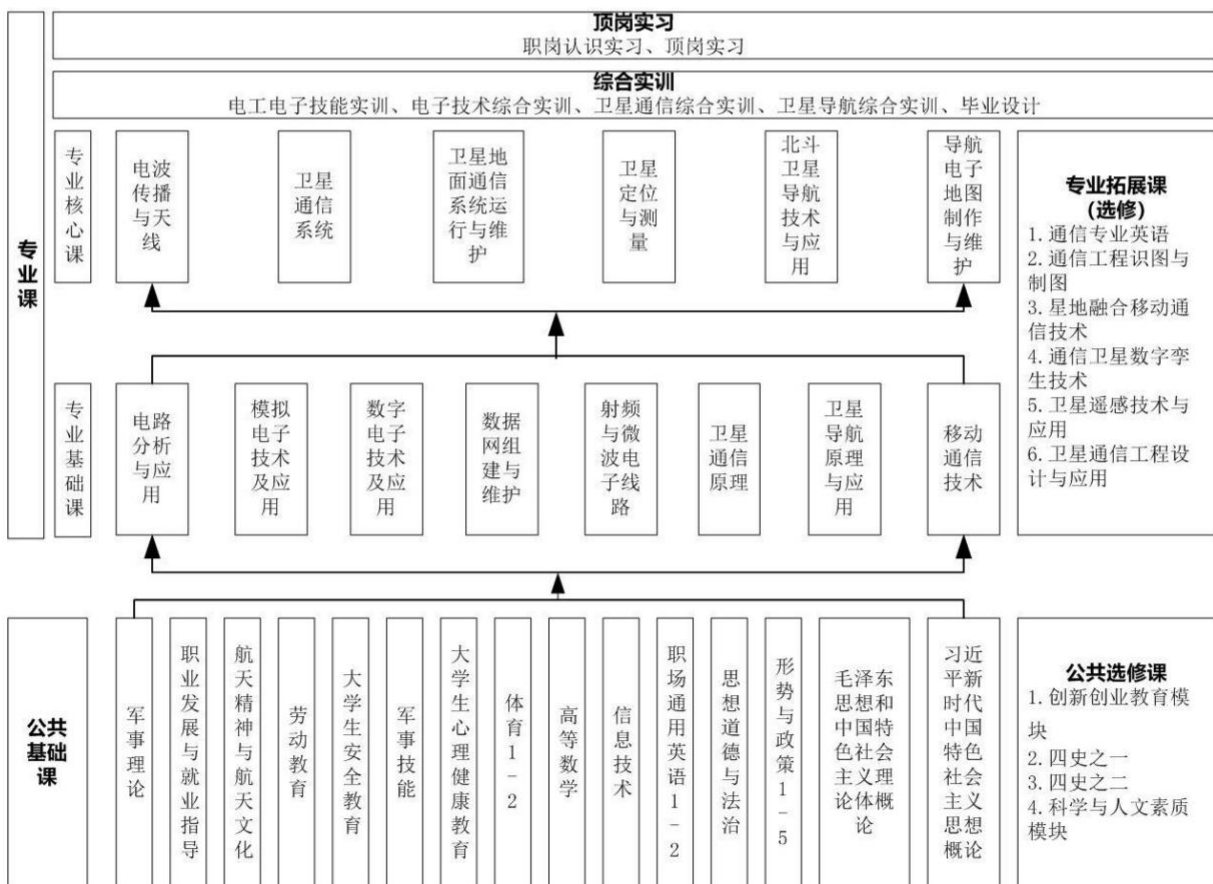 顶岗实习
职岗认识实习、顶岗实习
综合实训
电工电子技能实训、电子技术综合实训、卫星通信综合实训、卫星导航综合实训、毕业设计
专业课
专业核心课
电波
传播
与天
线
卫星
通信
系统
卫星地
面通信
系统运
行与维
护
卫星
定位
与测
量
北斗
卫星
导航
技术
与应
用
导航
电子
地图
制作
与维
护
专业拓展课
(选修)
1. 通信专业英语
2. 通信工程识图与
制图
3. 星地融合移动通
信技术
4. 通信卫星数字孪
生技术
5. 卫星遥感技术与
应用
6. 卫星通信工程设
计与应用
专业基础课
电路
分析
与应
用
模拟
电子
技术
及应
用
数字
电子
技术
及应
用
数据
网组
建与
维护
射频
与微
波电
子线
路
卫星
通信
原理
卫星
导航
原理
与应
用
移动
通信
技术
公共
基础
课
军事理论
职业发展与就业指导
航天精神与航天文化
劳动教育
大学生安全教育
军事技能
大学生心理健康教育
体育1-2
高等数学
信息技术
职场通用英语1-2
思想道德与法治
形势与政策1-5
毛泽东
思想和
中国特
色社会
主义理
论体概
论
习近
平新
时代
中国
特色
社会
主义
思想
概论
公共选修课
1. 创新创业教育模
块
2. 四史之一
3. 四史之二
4. 科学与人文素质
模块